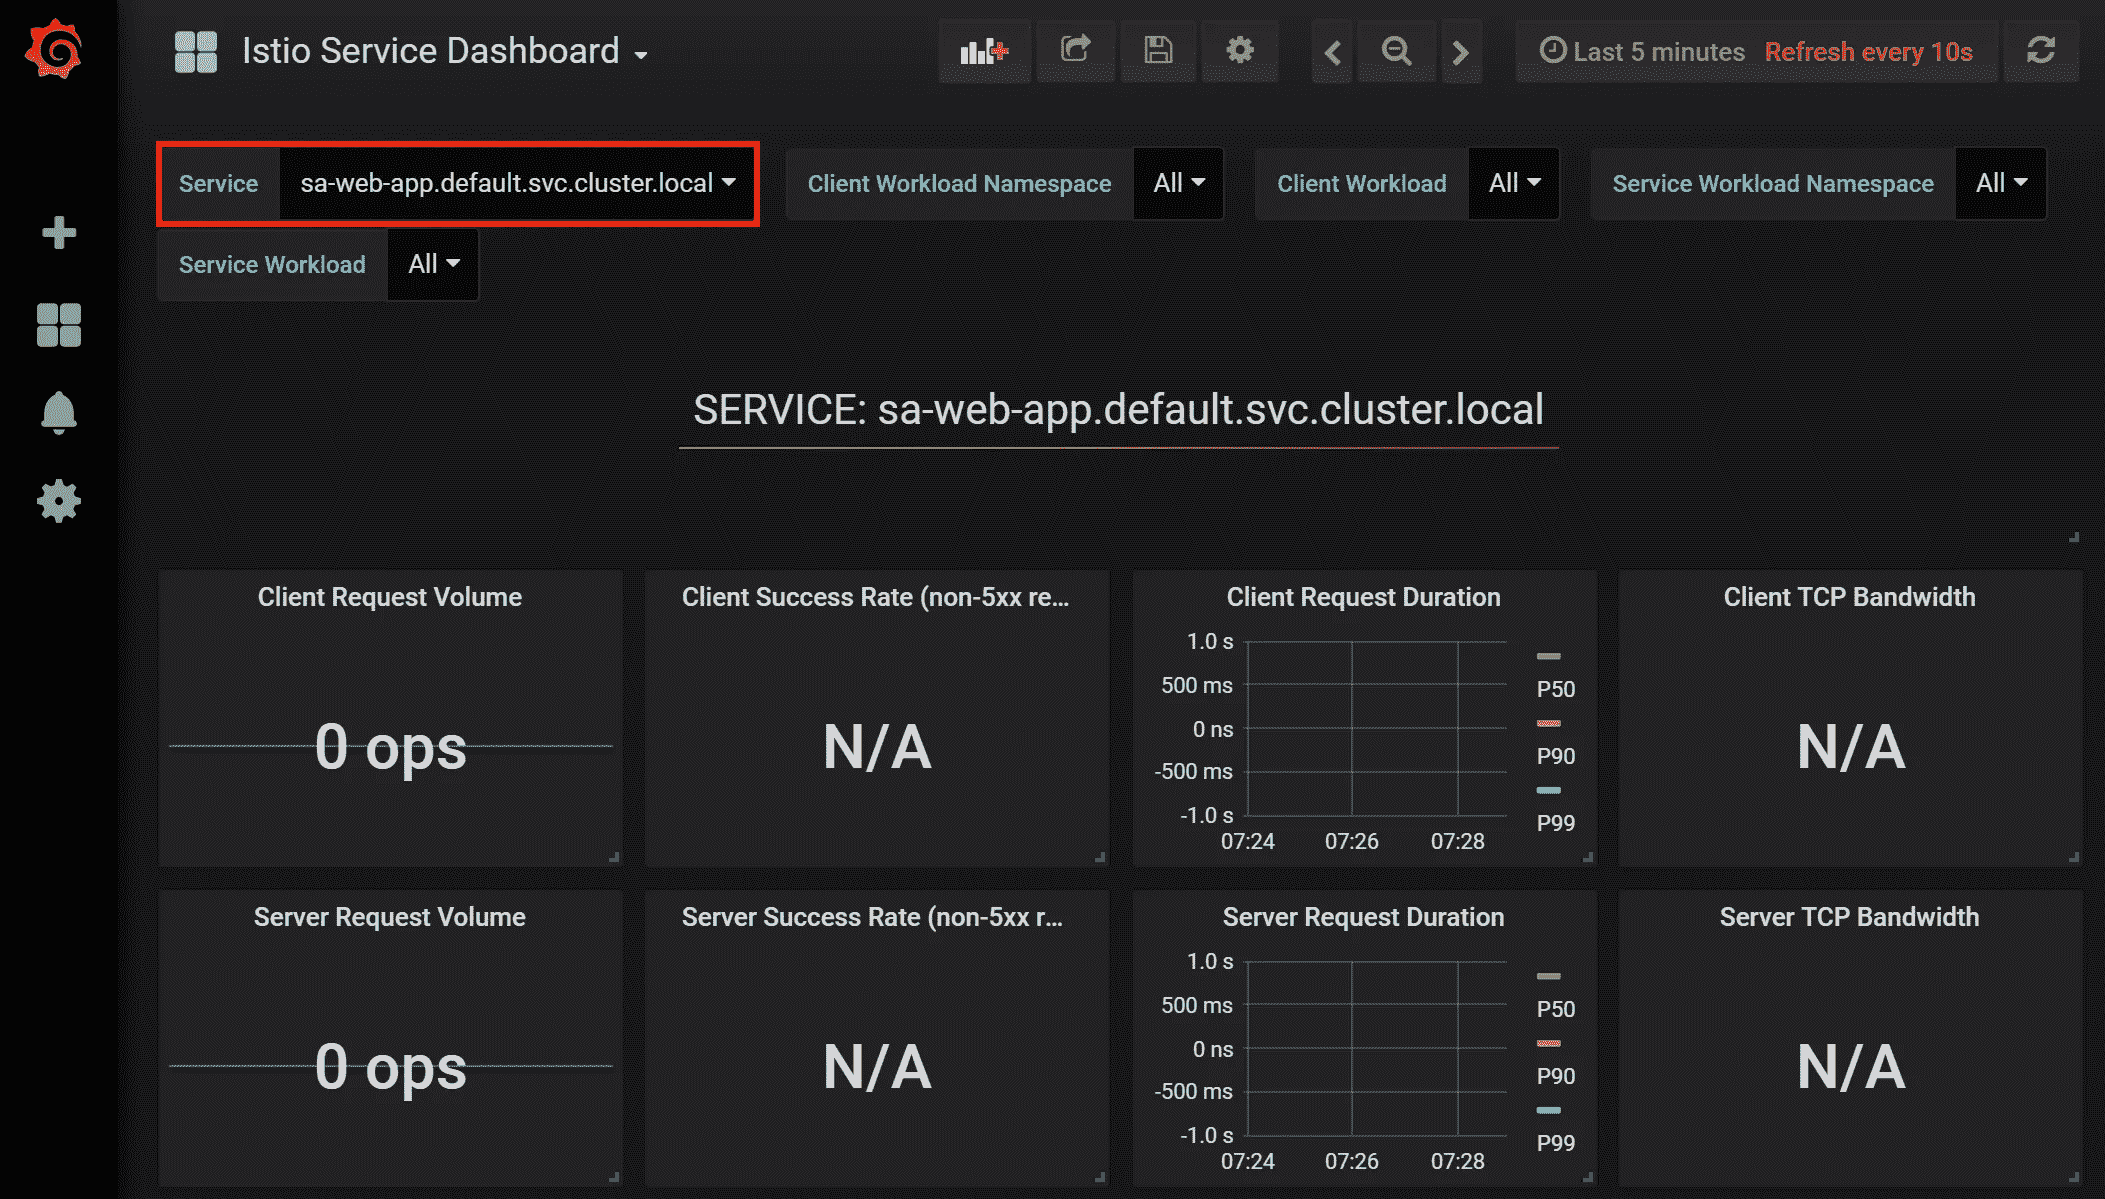 Istio Service Dashboard
Last 5 minutes Refresh every 10s
Service sa-web-app.default.svc.cluster.local
Client Workload Namespace All
Client Workload All
Service Workload Namespace All
Service Workload All
SERVICE: sa-web-app.default.svc.cluster.local
Client Request Volume
0 ops
Client Success Rate (non-5xx re...
N/A
Client Request Duration
1.0 s
500 ms
0 ns
-500 ms
-1.0 s
07:24 07:26 07:28
P50
P90
P99
Client TCP Bandwidth
N/A
Server Request Volume
0 ops
Server Success Rate (non-5xx r...
N/A
Server Request Duration
1.0 s
500 ms
0 ns
-500 ms
-1.0 s
07:24 07:26 07:28
P50
P90
P99
Server TCP Bandwidth
N/A